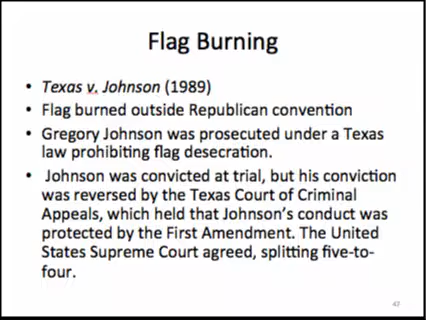 Flag Burning
• Texas v. Johnson (1989)
• Flag burned outside Republican convention
• Gregory Johnson was prosecuted under a Texas
law prohibiting flag desecration.
• Johnson was convicted at trial, but his conviction
was reversed by the Texas Court of Criminal
Appeals, which held that Johnson's conduct was
protected by the First Amendment. The United
States Supreme Court agreed, splitting five-to-
four.
47